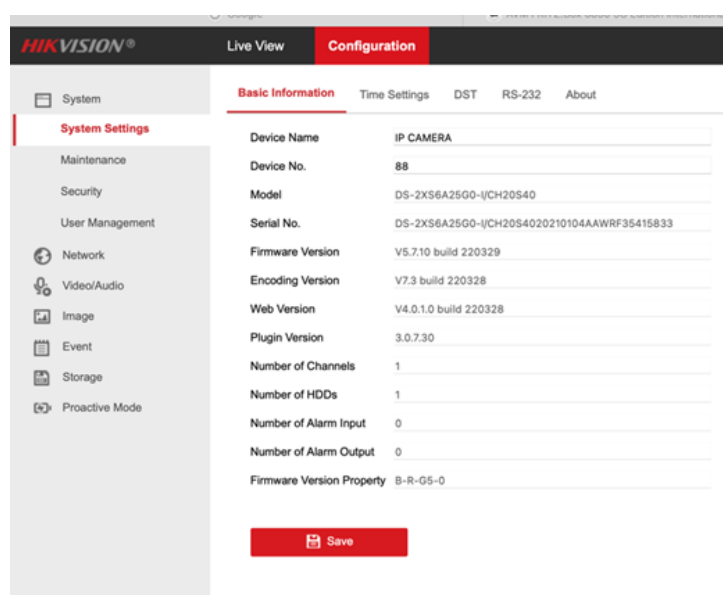 Google
HIKVISION®
Live View
Configuration
System
System Settings
Maintenance
Security
User Management
Network
Video/Audio
Image
Event
Storage
Proactive Mode
Basic Information
Time Settings
DST
RS-232
About
Device Name IP CAMERA
Device No. 88
Model DS-2XS6A25G0-I/CH20S40
Serial No. DS-2XS6A25G0-I/CH20S4020210104AAWRF35415833
Firmware Version V5.7.10 build 220329
Encoding Version V7.3 build 220328
Web Version V4.0.1.0 build 220328
Plugin Version 3.0.7.30
Number of Channels 1
Number of HDDs 1
Number of Alarm Input 0
Number of Alarm Output 0
Firmware Version Property B-R-G5-0
Save